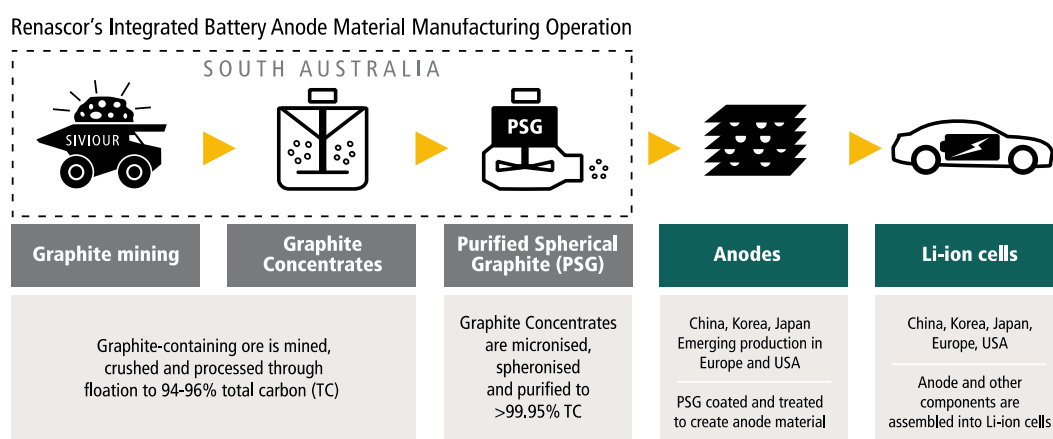 Renascor's Integrated Battery Anode Material Manufacturing Operation
SOUTH AUSTRALIA
SIVIOUR
PSG
Graphite mining
Graphite
Concentrates
Purified Spherical
Graphite (PSG)
Anodes
Li-ion cells
Graphite-containing ore is mined,
crushed and processed through
floation to 94-96% total carbon (TC)
Graphite Concentrates
are micronised,
spheronised
and purified to
>99.95% TC
China, Korea, Japan
Emerging production in
Europe and USA
PSG coated and treated
to create anode material
China, Korea, Japan,
Europe, USA
Anode and other
components are
assembled into Li-ion cells